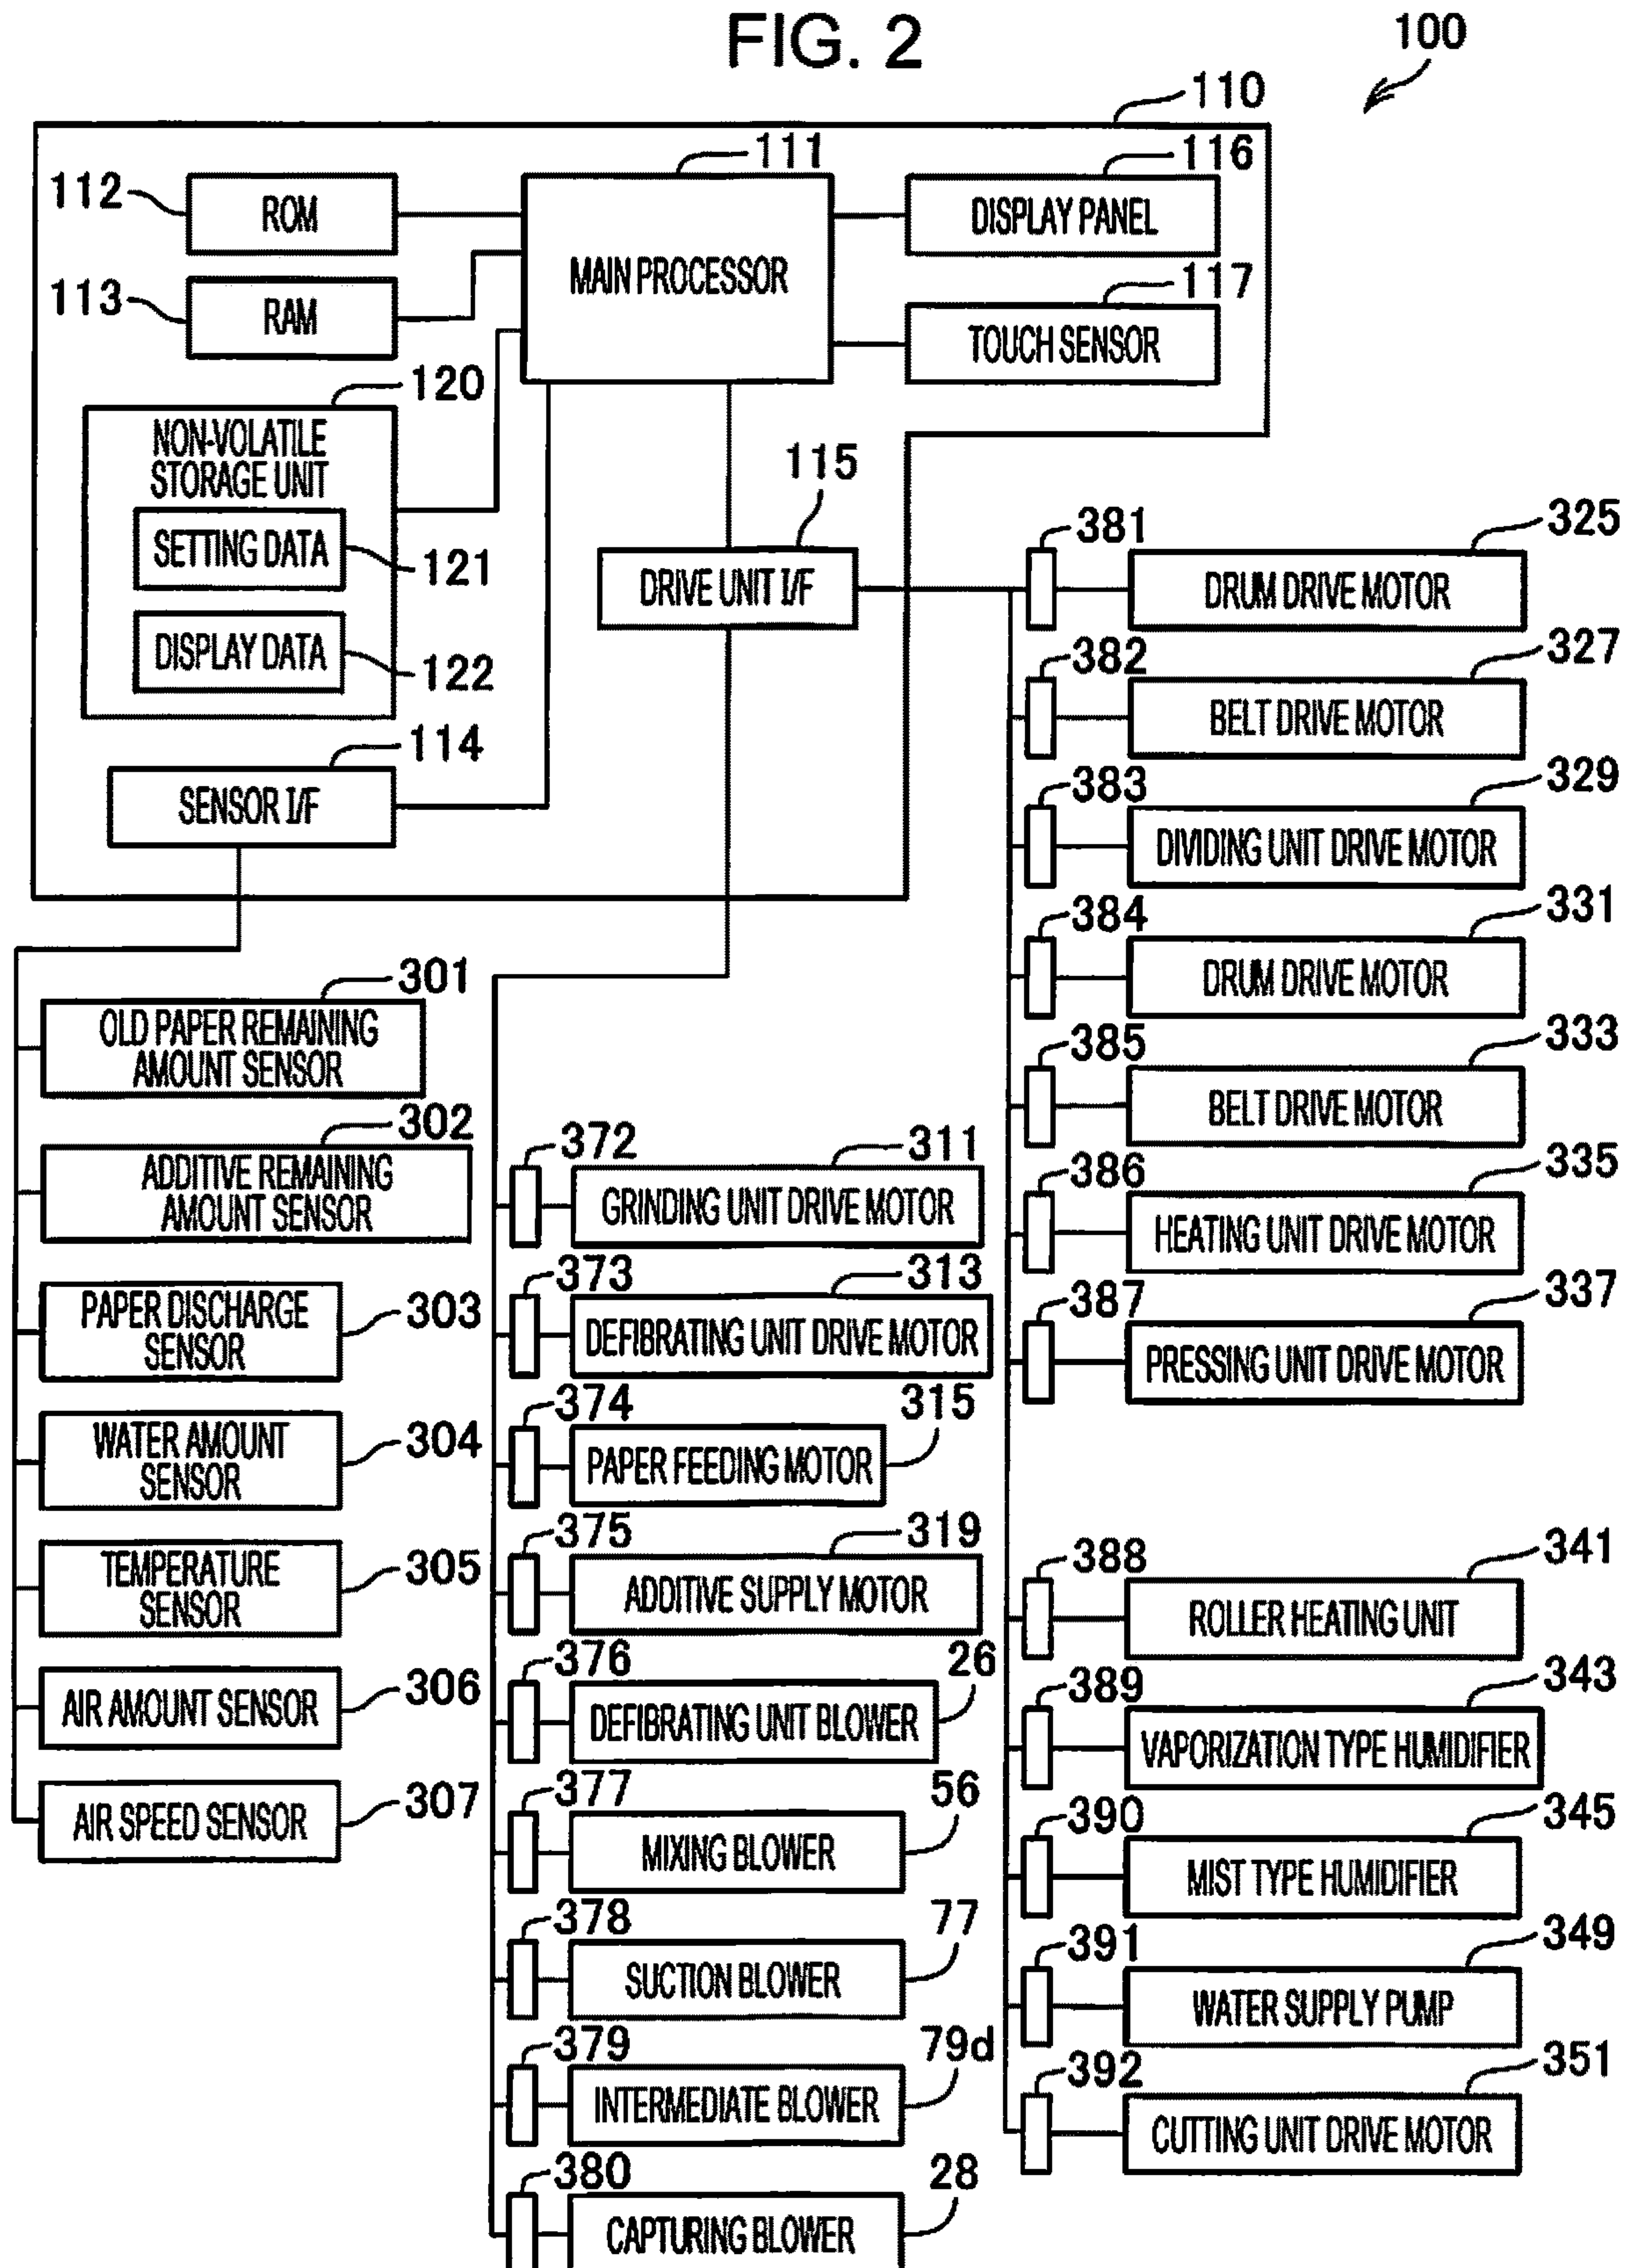 FIG. 2
100
110
111
116
112
ROM
MAIN PROCESSOR
DISPLAY PANEL
113
RAM
117
TOUCH SENSOR
120
NON-VOLATILE
STORAGE UNIT
SETTING DATA
121
DISPLAY DATA
122
115
DRIVE UNIT I/F
114
SENSOR I/F
301
OLD PAPER REMAINING
AMOUNT SENSOR
302
ADDITIVE REMAINING
AMOUNT SENSOR
PAPER DISCHARGE
SENSOR
303
WATER AMOUNT
SENSOR
304
TEMPERATURE
SENSOR
305
AIR AMOUNT SENSOR
306
AIR SPEED SENSOR
307
372
311
GRINDING UNIT DRIVE MOTOR
373
313
DEFIBRATING UNIT DRIVE MOTOR
374
315
PAPER FEEDING MOTOR
375
319
ADDITIVE SUPPLY MOTOR
376
26
DEFIBRATING UNIT BLOWER
377
56
MIXING BLOWER
378
77
SUCTION BLOWER
379
79d
INTERMEDIATE BLOWER
380
28
CAPTURING BLOWER
381
325
DRUM DRIVE MOTOR
382
327
BELT DRIVE MOTOR
383
329
DIVIDING UNIT DRIVE MOTOR
384
331
DRUM DRIVE MOTOR
385
333
BELT DRIVE MOTOR
386
335
HEATING UNIT DRIVE MOTOR
387
337
PRESSING UNIT DRIVE MOTOR
388
341
ROLLER HEATING UNIT
389
343
VAPORIZATION TYPE HUMIDIFIER
390
345
MIST TYPE HUMIDIFIER
391
349
WATER SUPPLY PUMP
392
351
CUTTING UNIT DRIVE MOTOR